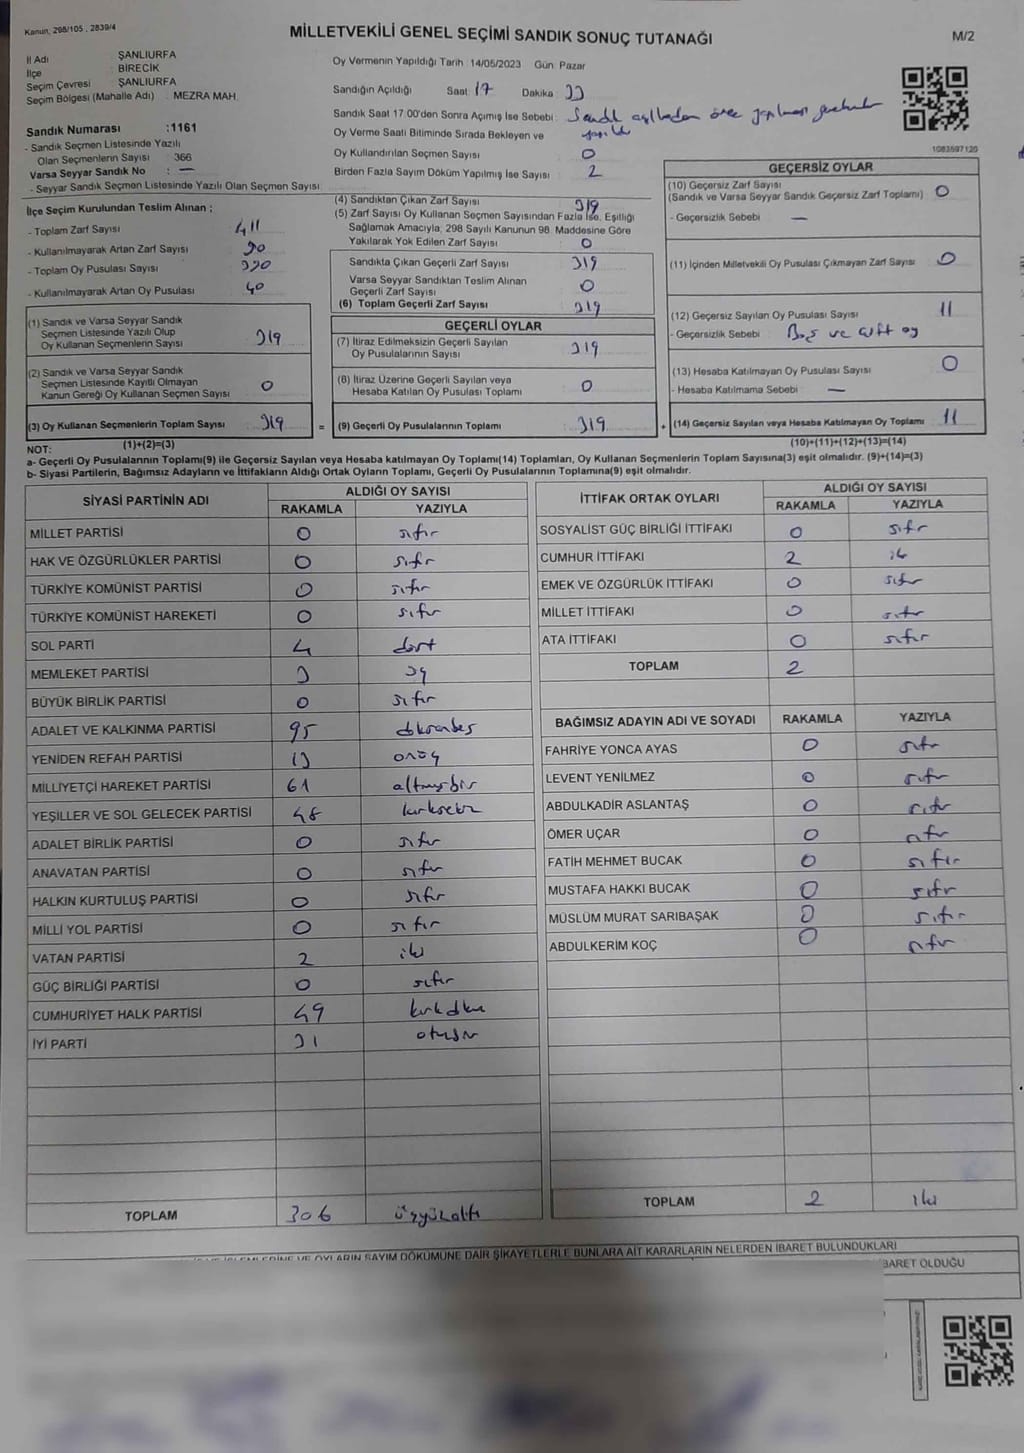 Kanun, 298/105 , 2839/4
MİLLETVEKİLİ GENEL SEÇİMİ SANDIK SONUÇ TUTANAĞI
M/2
İl Adı : ŞANLIURFA
İlçe : BİRECİK
Seçim Çevresi : ŞANLIURFA
Seçim Bölgesi (Mahalle Adı) : MEZRA MAH.
Sandık Numarası :1161
- Sandık Seçmen Listesinde Yazılı
Olan Seçmenlerin Sayısı : 366
Varsa Seyyar Sandık No : —
- Seyyar Sandık Seçmen Listesinde Yazılı Olan Seçmen Sayısı:
Oy Vermenin Yapıldığı Tarih :14/05/2023 Gün: Pazar
Sandığın Açıldığı Saat 17 Dakika 33
Sandık Saat 17.00'den Sonra Açımış İse Sebebi: Sandık açılmadan önce yapılması gerekenler
yapıldı
Oy Verme Saati Bitiminde Sırada Bekleyen ve
Oy Kullandırılan Seçmen Sayısı 0
Birden Fazla Sayım Döküm Yapılmış İse Sayısı 2
1083597120
İlçe Seçim Kurulundan Teslim Alınan ;
- Toplam Zarf Sayısı : 411
- Kullanılmayarak Artan Zarf Sayısı : 90
- Toplam Oy Pusulası Sayısı : 390
- Kullanılmayarak Artan Oy Pusulası : 40
(1) Sandık ve Varsa Seyyar Sandık
Seçmen Listesinde Yazılı Olup
Oy Kullanan Seçmenlerin Sayısı : 319
(2) Sandık ve Varsa Seyyar Sandık
Seçmen Listesinde Kayıtlı Olmayan
Kanun Gereği Oy Kullanan Seçmen Sayısı : 0
(3) Oy Kullanan Seçmenlerin Toplam Sayısı : 319
(1)+(2)=(3)
(4) Sandıktan Çıkan Zarf Sayısı : 319
(5) Zarf Sayısı Oy Kullanan Seçmen Sayısından Fazla İse, Eşitliği
Sağlamak Amacıyla, 298 Sayılı Kanunun 98. Maddesine Göre
Yakılarak Yok Edilen Zarf Sayısı : 0
Sandıkta Çıkan Geçerli Zarf Sayısı : 319
Varsa Seyyar Sandıktan Teslim Alınan
Geçerli Zarf Sayısı : 0
(6) Toplam Geçerli Zarf Sayısı : 319
GEÇERLİ OYLAR
(7) İtiraz Edilmeksizin Geçerli Sayılan
Oy Pusulalarının Sayısı : 319
(8) İtiraz Üzerine Geçerli Sayılan veya
Hesaba Katılan Oy Pusulası Toplamı : 0
= (9) Geçerli Oy Pusulalarının Toplamı : 319
GEÇERSİZ OYLAR
(10) Geçersiz Zarf Sayısı
(Sandık ve Varsa Seyyar Sandık Geçersiz Zarf Toplamı) : 0
- Geçersizlik Sebebi : —
(11) İçinden Milletvekili Oy Pusulası Çıkmayan Zarf Sayısı : 0
(12) Geçersiz Sayılan Oy Pusulası Sayısı : 11
- Geçersizlik Sebebi : Boş ve çift oy
(13) Hesaba Katılmayan Oy Pusulası Sayısı : 0
- Hesaba Katılmama Sebebi : —
+ (14) Geçersiz Sayılan veya Hesaba Katılmayan Oy Toplamı : 11
(10)+(11)+(12)+(13)=(14)
NOT:
a- Geçerli Oy Pusulalarının Toplamı(9) ile Geçersiz Sayılan veya Hesaba katılmayan Oy Toplamı(14) Toplamları, Oy Kullanan Seçmenlerin Toplam Sayısına(3) eşit olmalıdır. (9)+(14)=(3)
b- Siyasi Partilerin, Bağımsız Adayların ve İttifakların Aldığı Ortak Oyların Toplamı, Geçerli Oy Pusulalarının Toplamına(9) eşit olmalıdır.
SİYASİ PARTİNİN ADI ALDIĞI OY SAYISI
RAKAMLA YAZIYLA
MİLLET PARTİSİ 0 sıfır
HAK VE ÖZGÜRLÜKLER PARTİSİ 0 sıfır
TÜRKİYE KOMÜNİST PARTİSİ 0 sıfır
TÜRKİYE KOMÜNİST HAREKETİ 0 sıfır
SOL PARTİ 4 dört
MEMLEKET PARTİSİ 3 üç
BÜYÜK BİRLİK PARTİSİ 0 sıfır
ADALET VE KALKINMA PARTİSİ 95 doksanbeş
YENİDEN REFAH PARTİSİ 13 onüç
MİLLİYETÇİ HAREKET PARTİSİ 61 altmışbir
YEŞİLLER VE SOL GELECEK PARTİSİ 48 kırksekiz
ADALET BİRLİK PARTİSİ 0 sıfır
ANAVATAN PARTİSİ 0 sıfır
HALKIN KURTULUŞ PARTİSİ 0 sıfır
MİLLİ YOL PARTİSİ 0 sıfır
VATAN PARTİSİ 2 iki
GÜÇ BİRLİĞİ PARTİSİ 0 sıfır
CUMHURİYET HALK PARTİSİ 49 kırkdokuz
İYİ PARTİ 31 otuzbir
TOPLAM 306 üçyüzaltı
İTTİFAK ORTAK OYLARI ALDIĞI OY SAYISI
RAKAMLA YAZIYLA
SOSYALİST GÜÇ BİRLİĞİ İTTİFAKI 0 sıfır
CUMHUR İTTİFAKI 2 iki
EMEK VE ÖZGÜRLÜK İTTİFAKI 0 sıfır
MİLLET İTTİFAKI 0 sıfır
ATA İTTİFAKI 0 sıfır
TOPLAM 2
BAĞIMSIZ ADAYIN ADI VE SOYADI RAKAMLA YAZIYLA
FAHRİYE YONCA AYAS 0 sıfır
LEVENT YENİLMEZ 0 sıfır
ABDULKADİR ASLANTAŞ 0 sıfır
ÖMER UÇAR 0 sıfır
FATİH MEHMET BUCAK 0 sıfır
MUSTAFA HAKKI BUCAK 0 sıfır
MÜSLÜM MURAT SARIBAŞAK 0 sıfır
ABDULKERİM KOÇ 0 sıfır
TOPLAM 2 iki
VE OYLARIN SAYIM DÖKÜMÜNE DAİR ŞİKAYETLERLE BUNLARA AİT KARARLARIN NELERDEN İBARET BULUNDUKLARI
BARET OLDUĞU